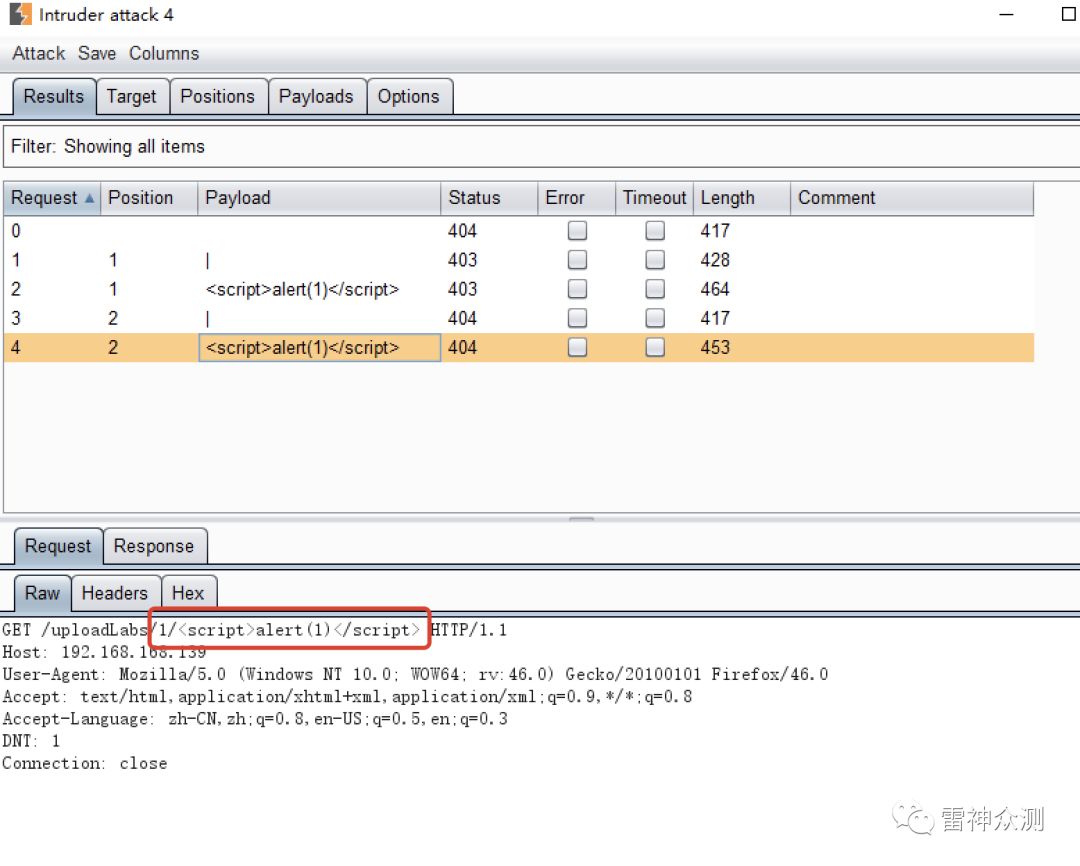 Intruder attack 4
Attack Save Columns
Results Target Positions Payloads Options
Filter: Showing all items
Request Position Payload Status Error Timeout Length Comment
0 404 417
1 1 | 403 428
2 1 <script>alert(1)</script> 403 464
3 2 | 404 417
4 2 <script>alert(1)</script> 404 453
Request Response
Raw Headers Hex
GET /uploadLabs/1/<script>alert(1)</script> HTTP/1.1
Host: 192.168.168.139
User-Agent: Mozilla/5.0 (Windows NT 10.0; WOW64; rv:46.0) Gecko/20100101 Firefox/46.0
Accept: text/html,application/xhtml+xml,application/xml;q=0.9,*/*;q=0.8
Accept-Language: zh-CN,zh;q=0.8,en-US;q=0.5,en;q=0.3
DNT: 1
Connection: close
雷神众测